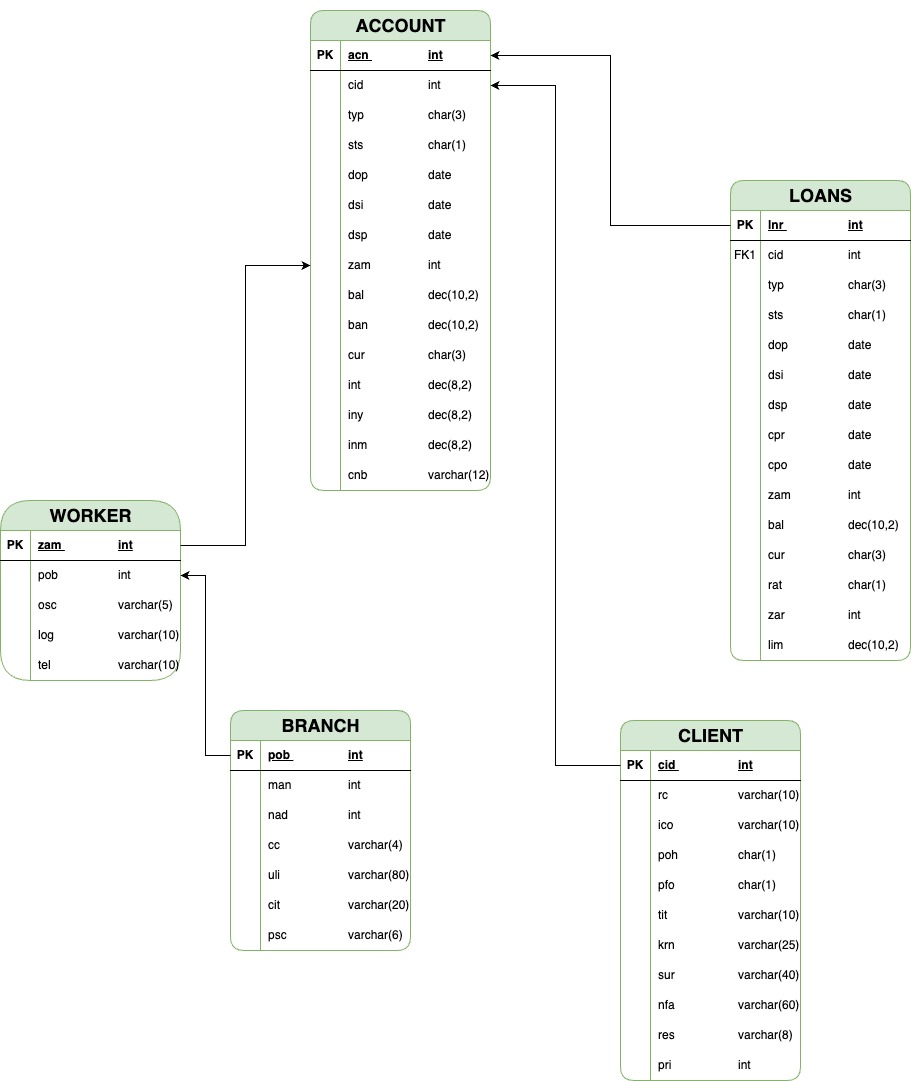 ACCOUNT
PK acn int
cid int
typ char(3)
sts char(1)
dop date
dsi date
dsp date
zam int
bal dec(10,2)
ban dec(10,2)
cur char(3)
int dec(8,2)
iny dec(8,2)
inm dec(8,2)
cnb varchar(12)
LOANS
PK lnr int
FK1 cid int
typ char(3)
sts char(1)
dop date
dsi date
dsp date
cpr date
cpo date
zam int
bal dec(10,2)
cur char(3)
rat char(1)
zar int
lim dec(10,2)
WORKER
PK zam int
pob int
osc varchar(5)
log varchar(10)
tel varchar(10)
BRANCH
PK pob int
man int
nad int
cc varchar(4)
uli varchar(80)
cit varchar(20)
psc varchar(6)
CLIENT
PK cid int
rc varchar(10)
ico varchar(10)
poh char(1)
pfo char(1)
tit varchar(10)
krn varchar(25)
sur varchar(40)
nfa varchar(60)
res varchar(8)
pri int